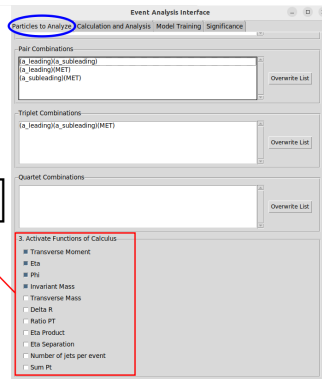 Event Analysis Interface
Particles to Analyze Calculation and Analysis Model Training Significance
Pair Combinations
(a_leading)(a_subleading)
(a_leading)(MET)
(a_subleading)(MET)
Overwrite List
Triplet Combinations
(a_leading)(a_subleading)(MET)
Overwrite List
Quartet Combinations
Overwrite List
3. Activate Functions of Calculus
Transverse Moment
Eta
Phi
Invariant Mass
Transverse Mass
Delta R
Ratio PT
Eta Product
Eta Separation
Number of jets per event
Sum Pt